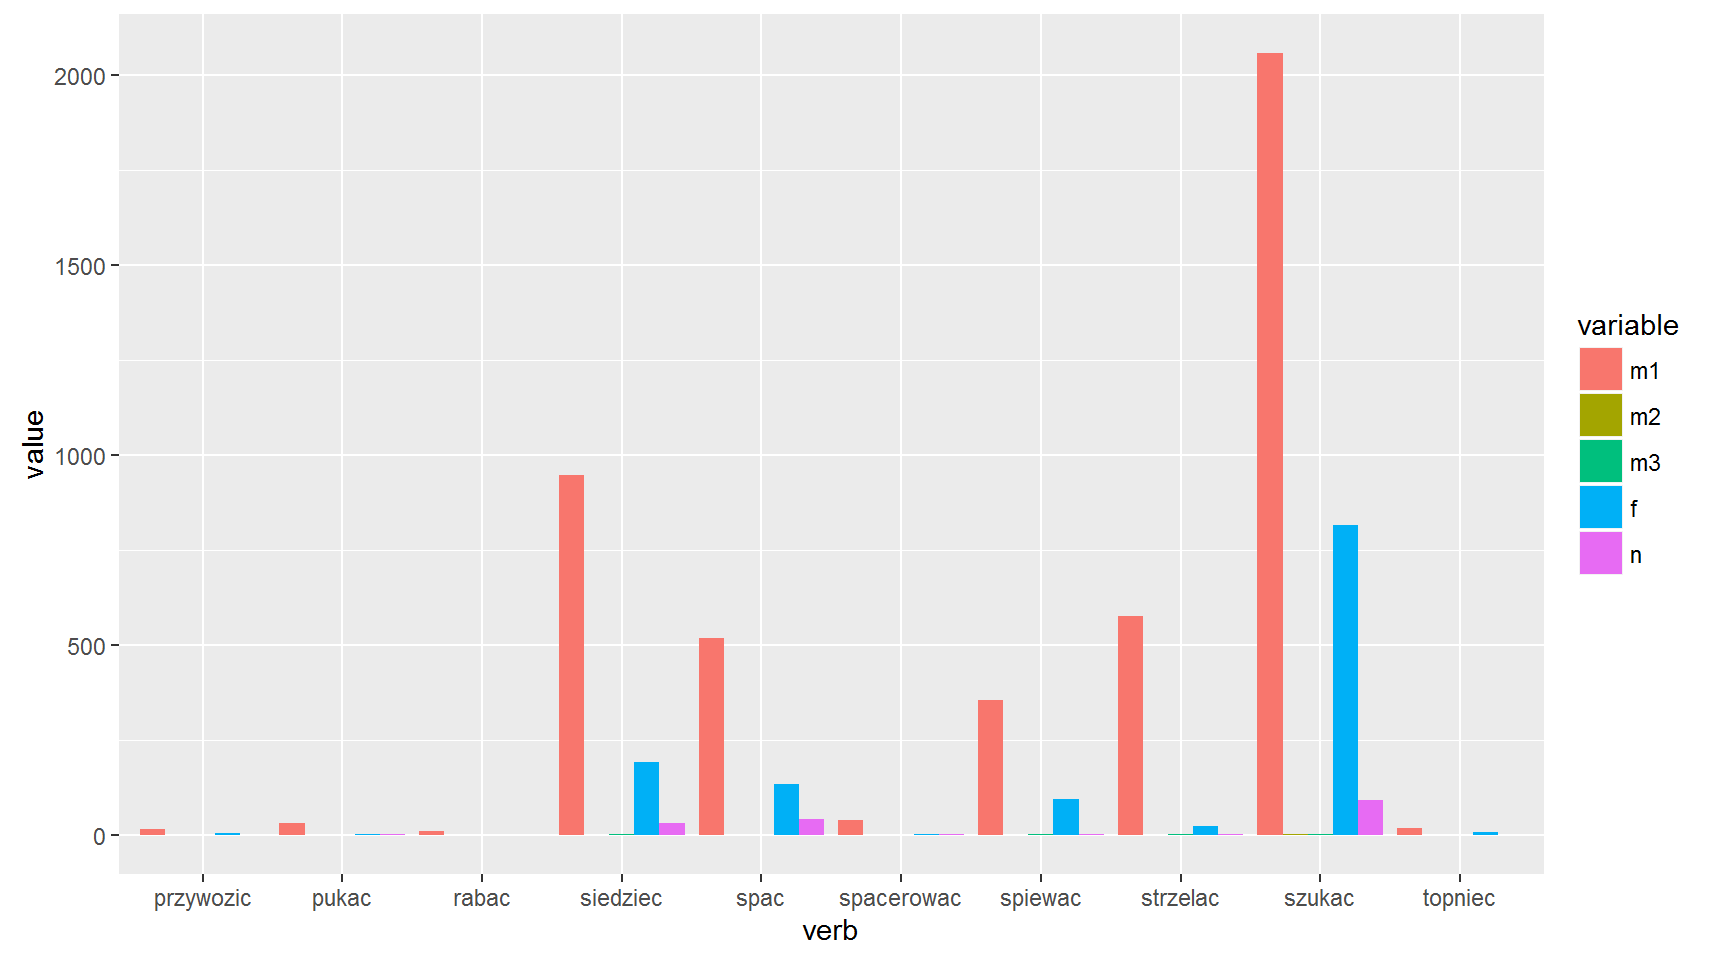 2000
1500
1000
500
0
value
przywozic pukac rabac siedziec spac spacerowac spiewac strzelac szukac topniec
verb
variable
m1
m2
m3
f
n